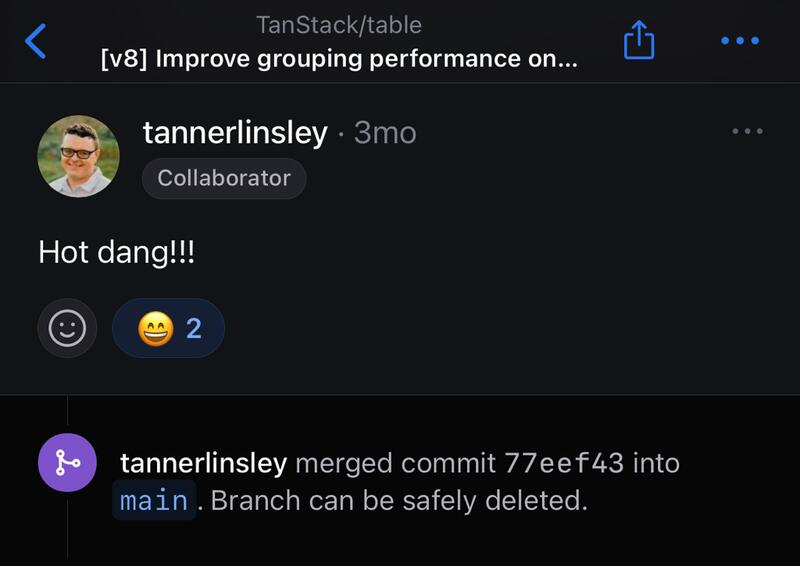 TanStack/table
[v8] Improve grouping performance on...
tannerlinsley · 3mo
Collaborator
Hot dang!!!
2
tannerlinsley merged commit 77eef43 into
main. Branch can be safely deleted.